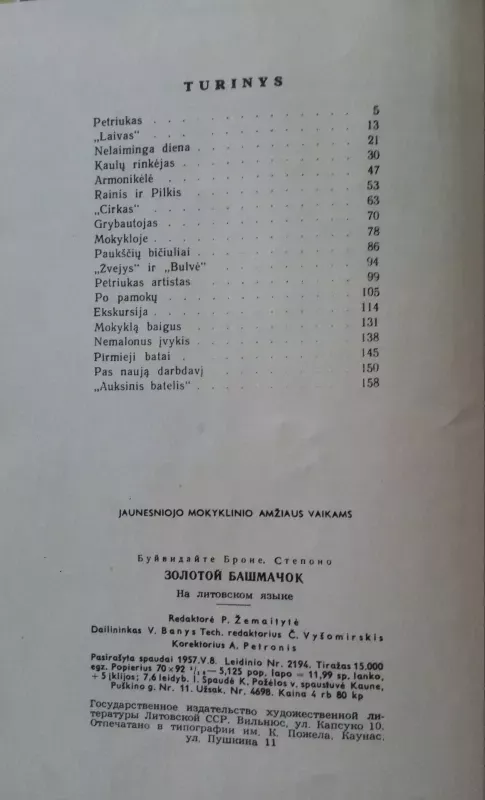 TURINYS
Petriukas . . . . . . . . . . . . 5
„Laivas“ . . . . . . . . . . . . 13
Nelaiminga diena . . . . . . . . . . 21
Kaulų rinkėjas . . . . . . . . . . 30
Armonikėlė . . . . . . . . . . . 47
Rainis ir Pilkis . . . . . . . . . . 53
„Cirkas“ . . . . . . . . . . . . 63
Grybautojas . . . . . . . . . . . 70
Mokykloje . . . . . . . . . . . 78
Paukščių bičiuliai . . . . . . . . . 86
„Žvejys“ ir „Bulvė“ . . . . . . . . 94
Petriukas artistas . . . . . . . . . 99
Po pamokų . . . . . . . . . . . 105
Ekskursija . . . . . . . . . . . 114
Mokyklą baigus . . . . . . . . . . 131
Nemalonus įvykis . . . . . . . . . 138
Pirmieji batai . . . . . . . . . . 145
Pas naują darbdavį . . . . . . . . . 150
„Auksinis batelis“ . . . . . . . . . 158
JAUNESNIOJO MOKYKLINIO AMŽIAUS VAIKAMS
Буйвидайте Броне, Степоно
ЗОЛОТОЙ БАШМАЧОК
На литовском языке
Redaktorė P. Žemaitytė
Dailininkas V. Banys Tech. redaktorius Č. Vyšomirskis
Korektorius A. Petronis
Pasirašyta spaudai 1957.V.8. Leidinio Nr. 2194. Tiražas 15.000
egz. Popierius 70×92 — 5,125 pop. lapo = 11,99 sp. lanko,
+ 5 įklijos; 7,6 leidyb. l. Spaudė K. Požėlos v. spaustuvė Kaune,
Puškino g. Nr. 11. Užsak. Nr. 4698. Kaina 4 rb 80 kp
Государственное издательство художественной ли-
тературы Литовской ССР. Вильнюс, ул. Капсуко 10.
Отпечатано в типографии им. К. Пожела, Каунас,
ул. Пушкина 11